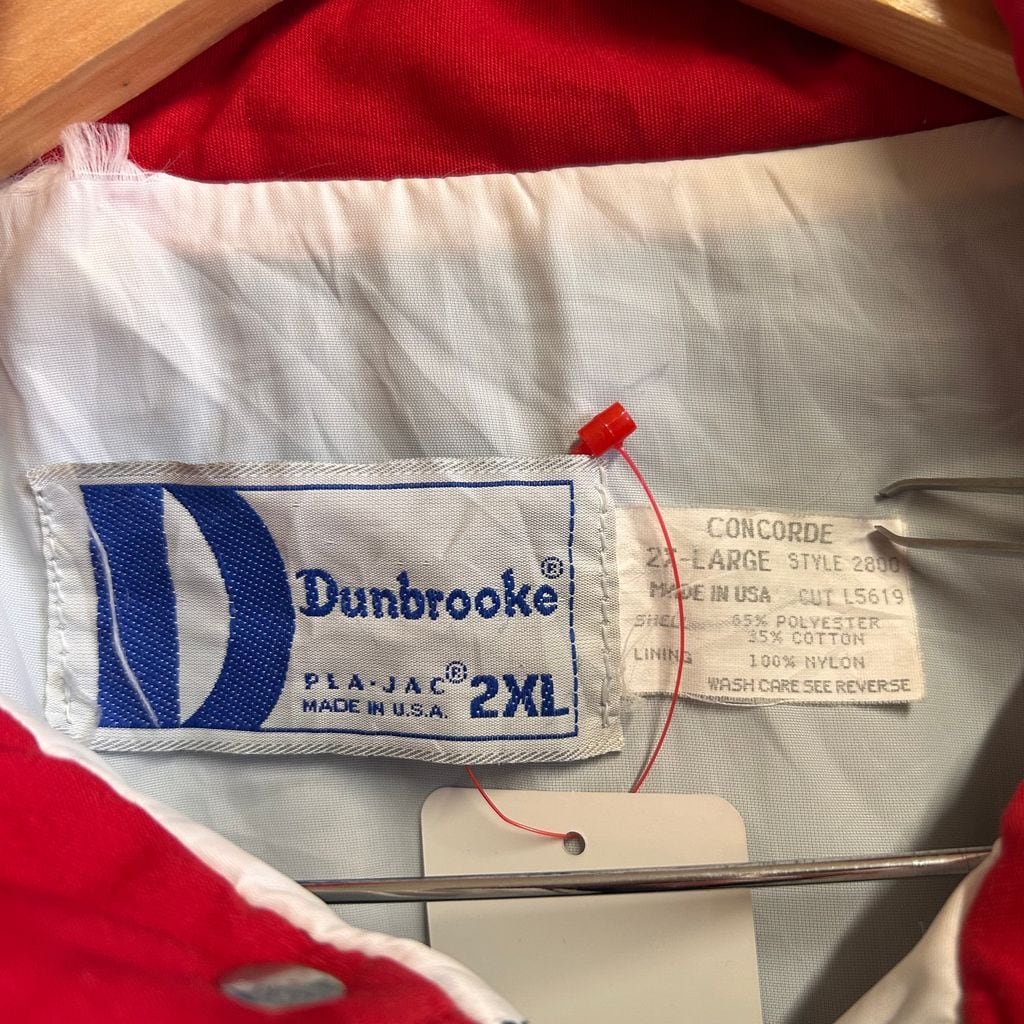 Dunbrooke®
PLA-JAC® 2XL
MADE IN U.S.A.
CONCORDE
2X-LARGE STYLE 2800
MADE IN USA CUT L5619
SHELL 65% POLYESTER
35% COTTON
LINING 100% NYLON
WASH CARE SEE REVERSE